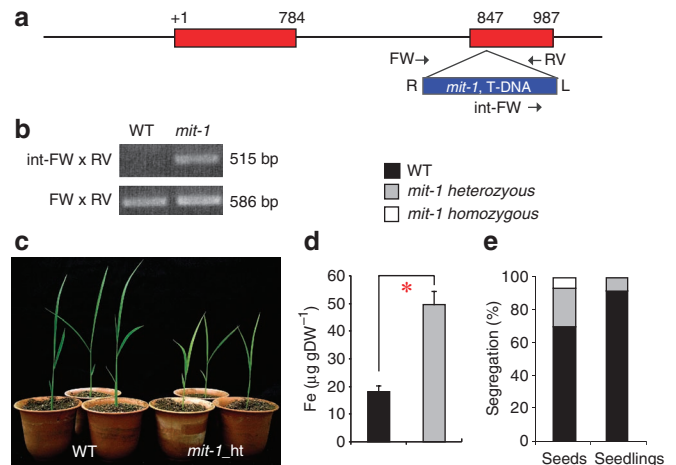 a
+1 784 847 987
FW RV
R mit-1, T-DNA L
int-FW
b
WT mit-1
int-FW x RV 515 bp
FW x RV 586 bp
WT
mit-1 heterozyous
mit-1 homozygous
c
WT mit-1_ht
d
Fe (µg gDW⁻¹)
60
50
40
30
20
10
0
*
e
Segregation (%)
100
80
60
40
20
0
Seeds Seedlings